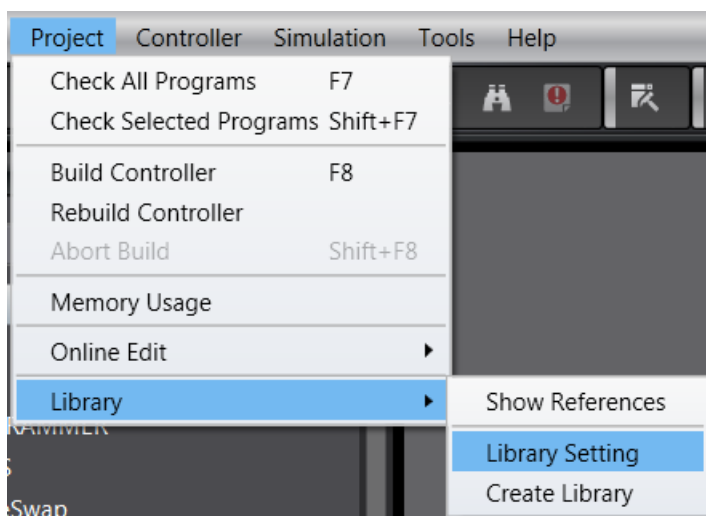 Project Controller Simulation Tools Help
Check All Programs F7
Check Selected Programs Shift+F7
Build Controller F8
Rebuild Controller
Abort Build Shift+F8
Memory Usage
Online Edit
Library
Show References
Library Setting
Create Library